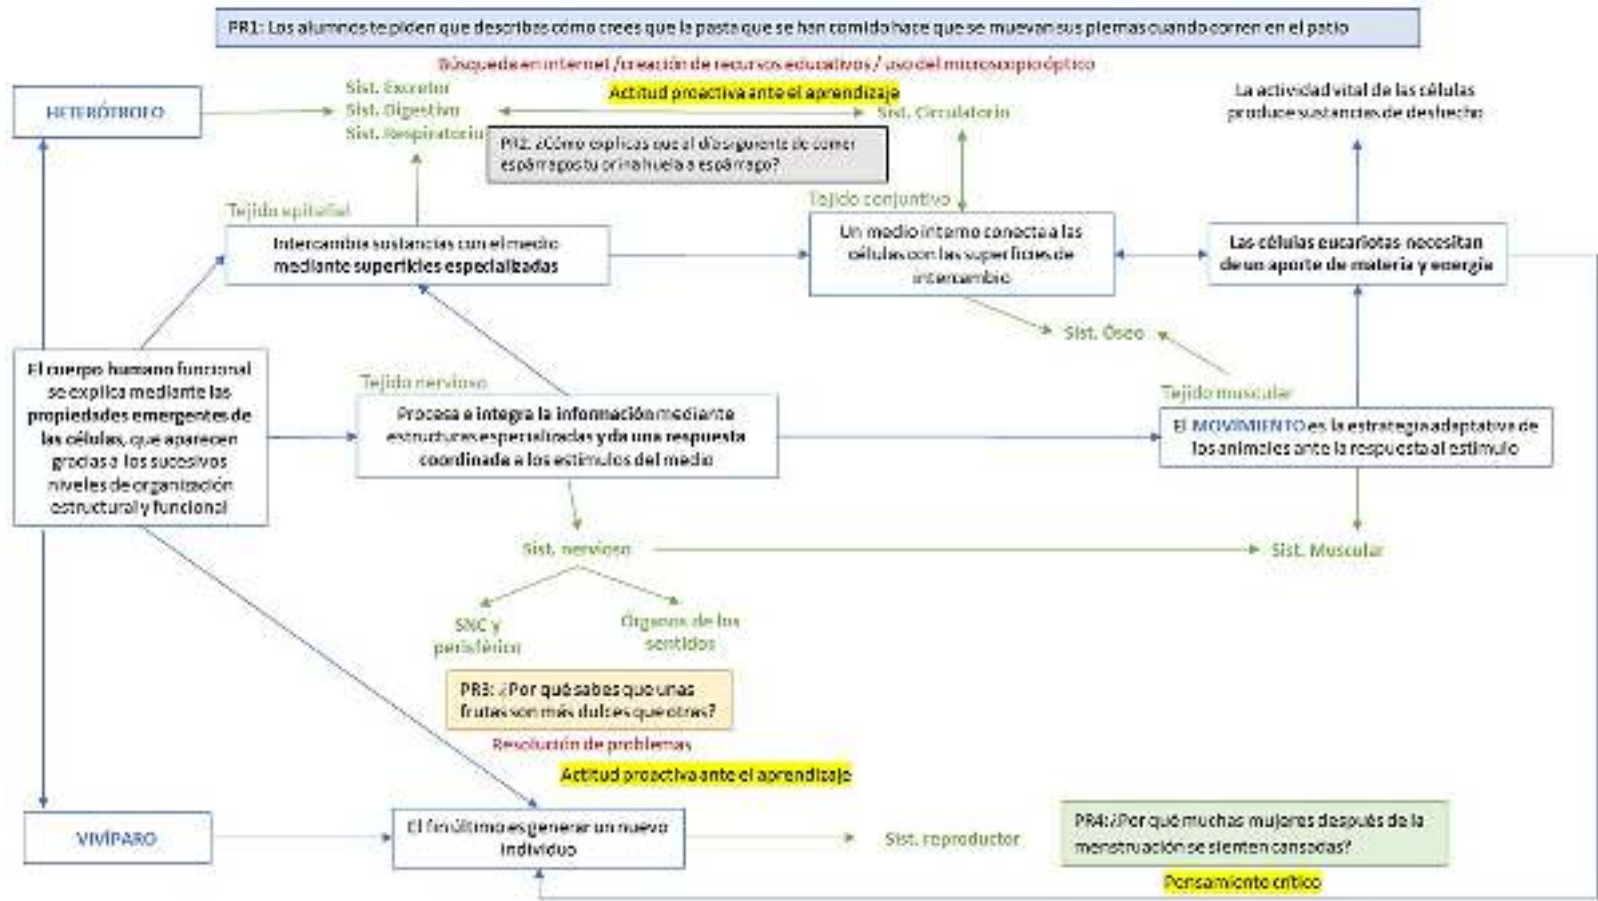 PR1: Los alumnos te piden que describas cómo crees que la pasta que se han comido hace que se muevan sus piernas cuando corren en el patio
Búsqueda en internet /creación de recursos educativos / uso del microscopio óptico
HETERÓTROFO
Sist. Excretor
Sist. Digestivo
Sist. Respiratorio
Actitud proactiva ante el aprendizaje
Sist. Circulatorio
La actividad vital de las células
produce sustancias de deshecho
PR2: ¿Cómo explicas que al día siguiente de comer
espárragos tu orina huela a espárrago?
Tejido epitelial
Intercambia sustancias con el medio
mediante superficies especializadas
Tejido conjuntivo
Un medio interno conecta a las
células con las superficies de
intercambio
Las células eucariotas necesitan
de un aporte de materia y energía
Sist. Óseo
El cuerpo humano funcional
se explica mediante las
propiedades emergentes de
las células, que aparecen
gracias a los sucesivos
niveles de organización
estructural y funcional
Tejido nervioso
Procesa e integra la información mediante
estructuras especializadas y da una respuesta
coordinada a los estímulos del medio
Tejido muscular
El MOVIMIENTO es la estrategia adaptativa de
los animales ante la respuesta al estímulo
Sist. nervioso
Sist. Muscular
SNC y
perisférico
Órganos de los
sentidos
PR3: ¿Por qué sabes que unas
frutas son más dulces que otras?
Resolución de problemas
Actitud proactiva ante el aprendizaje
VIVÍPARO
El fin último es generar un nuevo
individuo
Sist. reproductor
PR4:¿Por qué muchas mujeres después de la
menstruación se sienten cansadas?
Pensamiento crítico